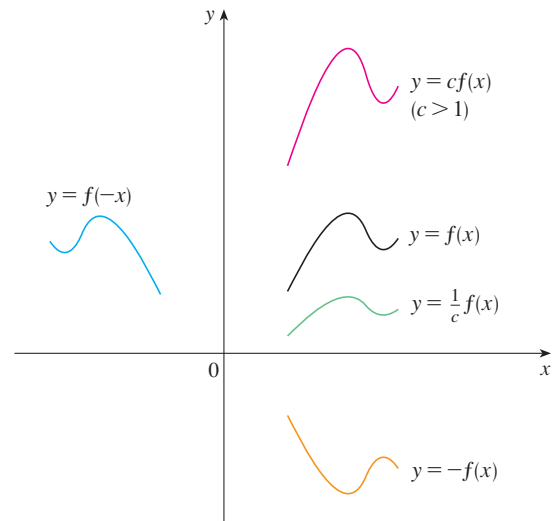 y
y = cf(x)
(c > 1)
y = f(−x)
y = f(x)
y = 1/c f(x)
0
x
y = −f(x)